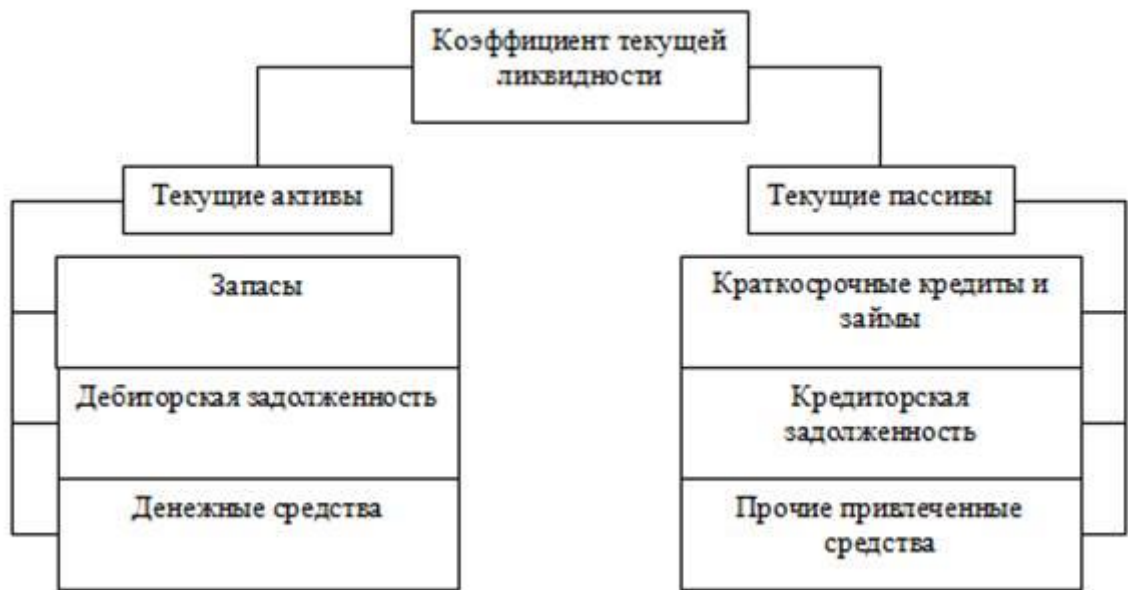 Коэффициент текущей
ликвидности
Текущие активы
Текущие пассивы
Запасы
Дебиторская задолженность
Денежные средства
Краткосрочные кредиты и
займы
Кредиторская
задолженность
Прочие привлеченные
средства